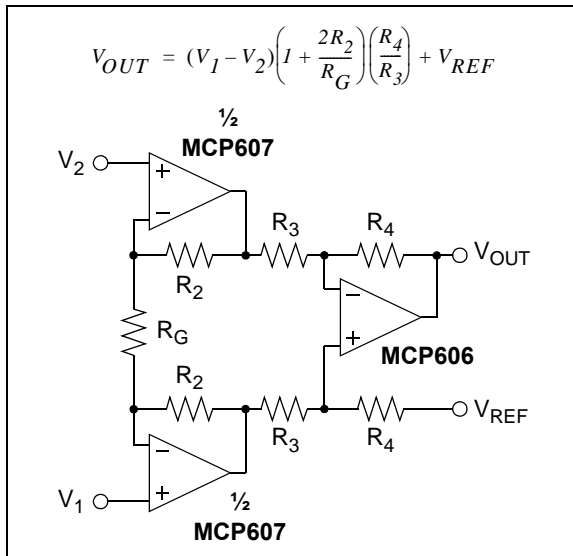 V_OUT = (V_1 – V_2)(1 + 2R_2/R_G)(R_4/R_3) + V_REF
½
MCP607
V_2
+
−
R_3
R_4
V_OUT
R_2
−
+
R_G
MCP606
R_2
R_3
R_4
V_REF
−
+
V_1
½
MCP607